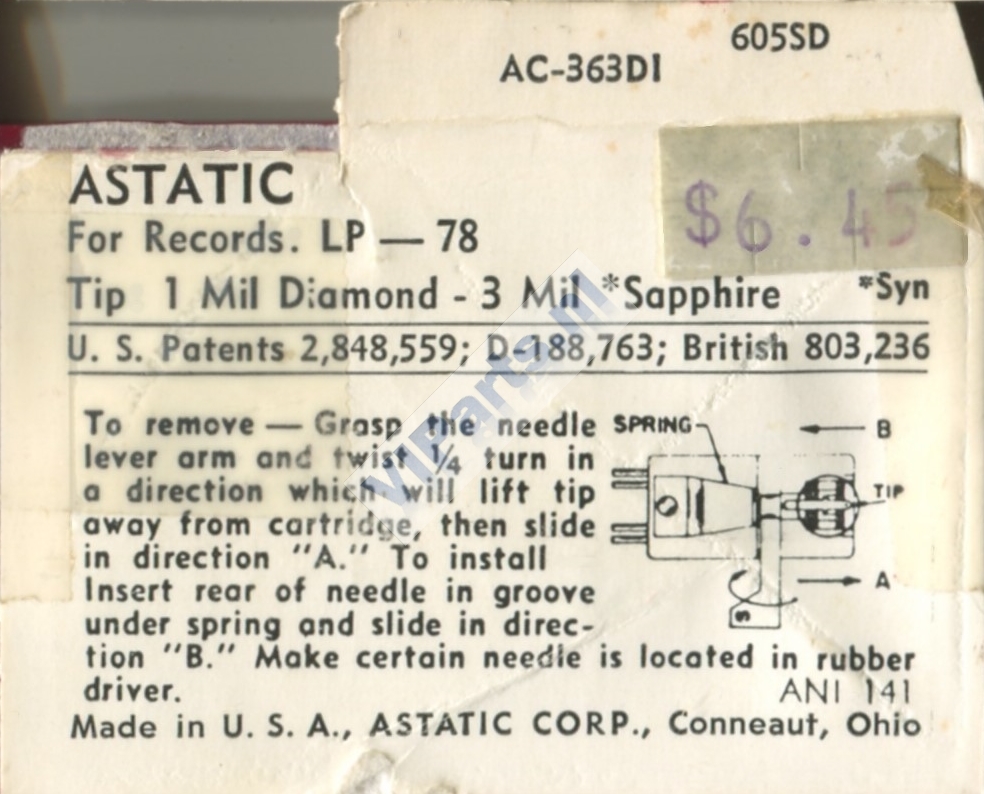 605SD
AC-363D1
$6.45
ASTATIC
For Records. LP — 78
Tip 1 Mil Diamond - 3 Mil *Sapphire *Syn
U. S. Patents 2,848,559; D-188,763; British 803,236
To remove — Grasp the needle
lever arm and twist ¼ turn in
a direction which will lift tip
away from cartridge, then slide
in direction "A." To install
Insert rear of needle in groove
under spring and slide in direc-
tion "B." Make certain needle is located in rubber
driver.
SPRING
B
TIP
A
S
ANI 141
Made in U. S. A., ASTATIC CORP., Conneaut, Ohio
VIParts.nl